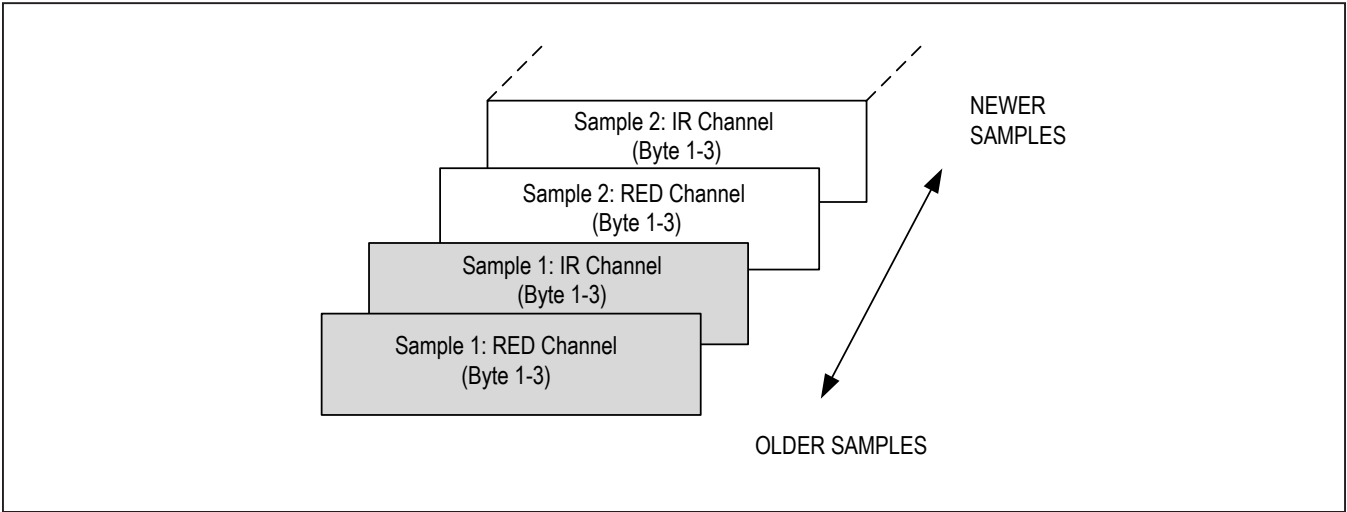 Sample 2: IR Channel
(Byte 1-3)
Sample 2: RED Channel
(Byte 1-3)
Sample 1: IR Channel
(Byte 1-3)
Sample 1: RED Channel
(Byte 1-3)
NEWER
SAMPLES
OLDER SAMPLES